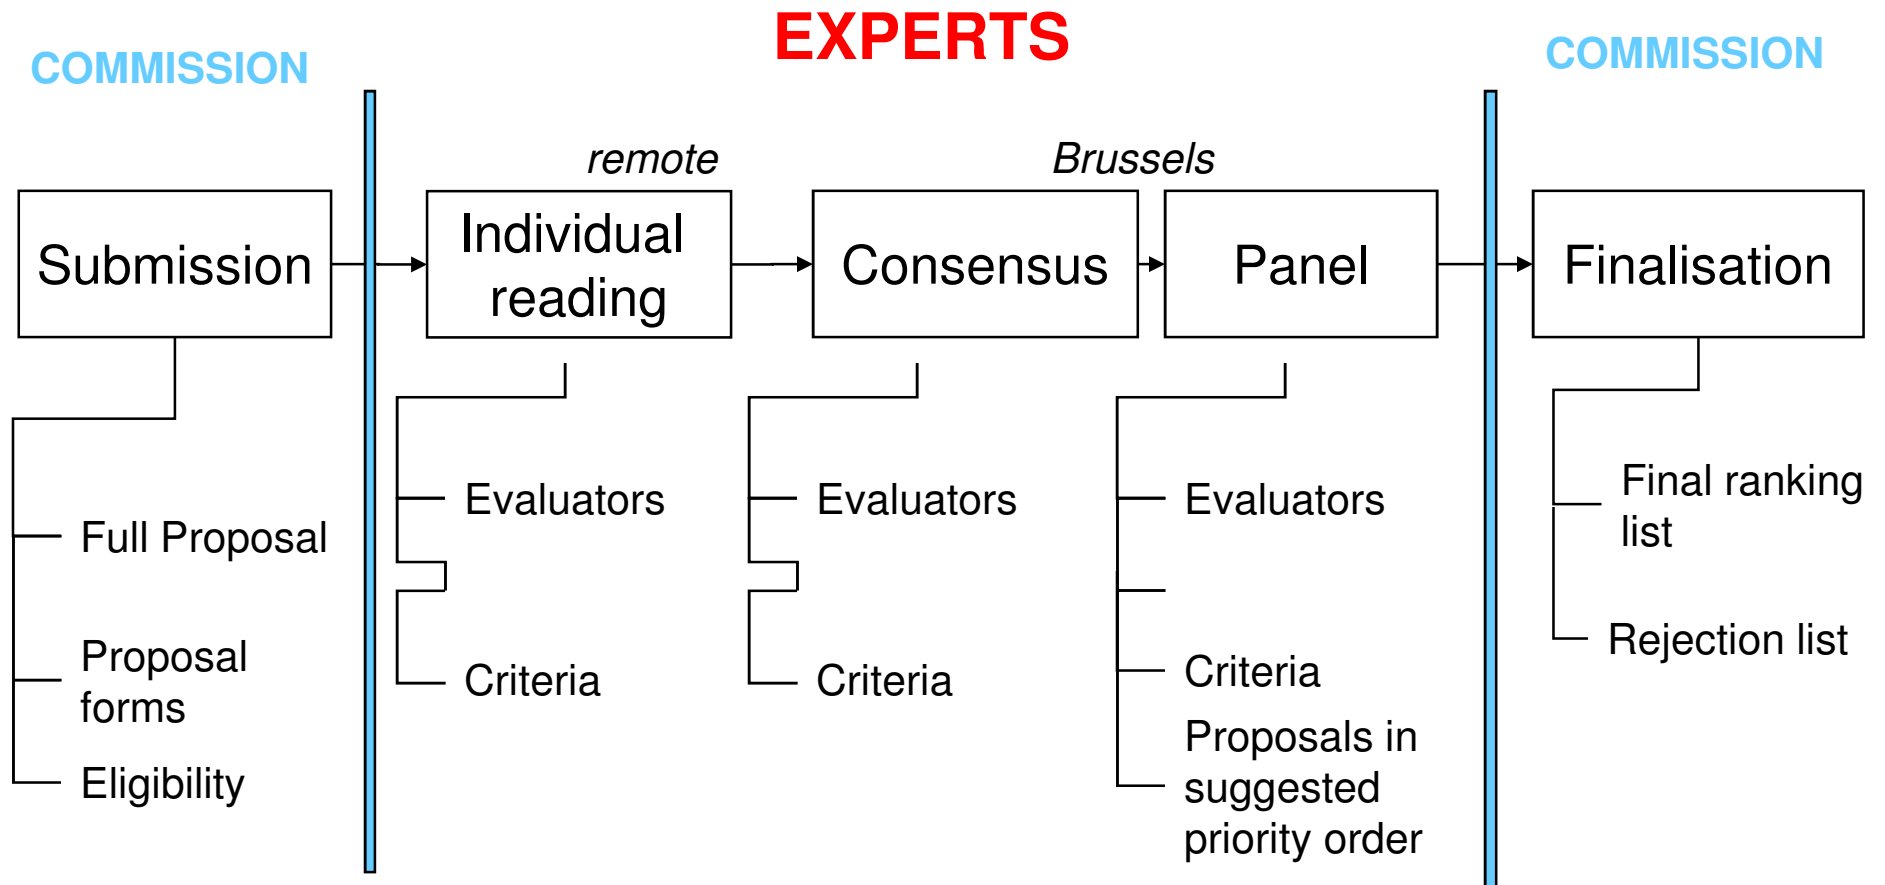 EXPERTS
COMMISSION
COMMISSION
remote
Brussels
Submission
Individual
reading
Consensus
Panel
Finalisation
Full Proposal
Proposal
forms
Eligibility
Evaluators
Criteria
Evaluators
Criteria
Evaluators
Criteria
Proposals in
suggested
priority order
Final ranking
list
Rejection list